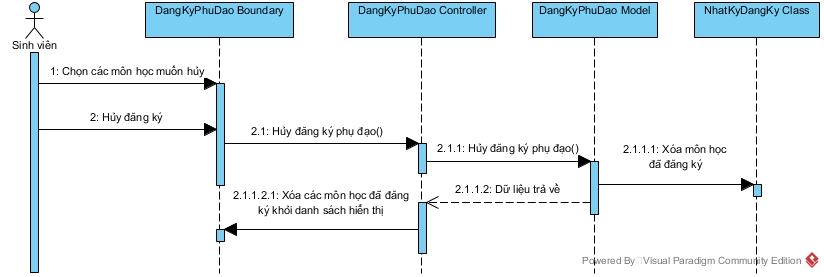 DangKyPhuDao Boundary
DangKyPhuDao Controller
DangKyPhuDao Model
NhatKyDangKy Class
Sinh viên
1: Chọn các môn học muốn hủy
2: Hủy đăng ký
2.1: Hủy đăng ký phụ đạo()
2.1.1: Hủy đăng ký phụ đạo()
2.1.1.1: Xóa môn học
đã đăng ký
2.1.1.2: Dữ liệu trả về
2.1.1.2.1: Xóa các môn học đã đăng
ký khỏi danh sách hiển thị
Powered By Visual Paradigm Community Edition